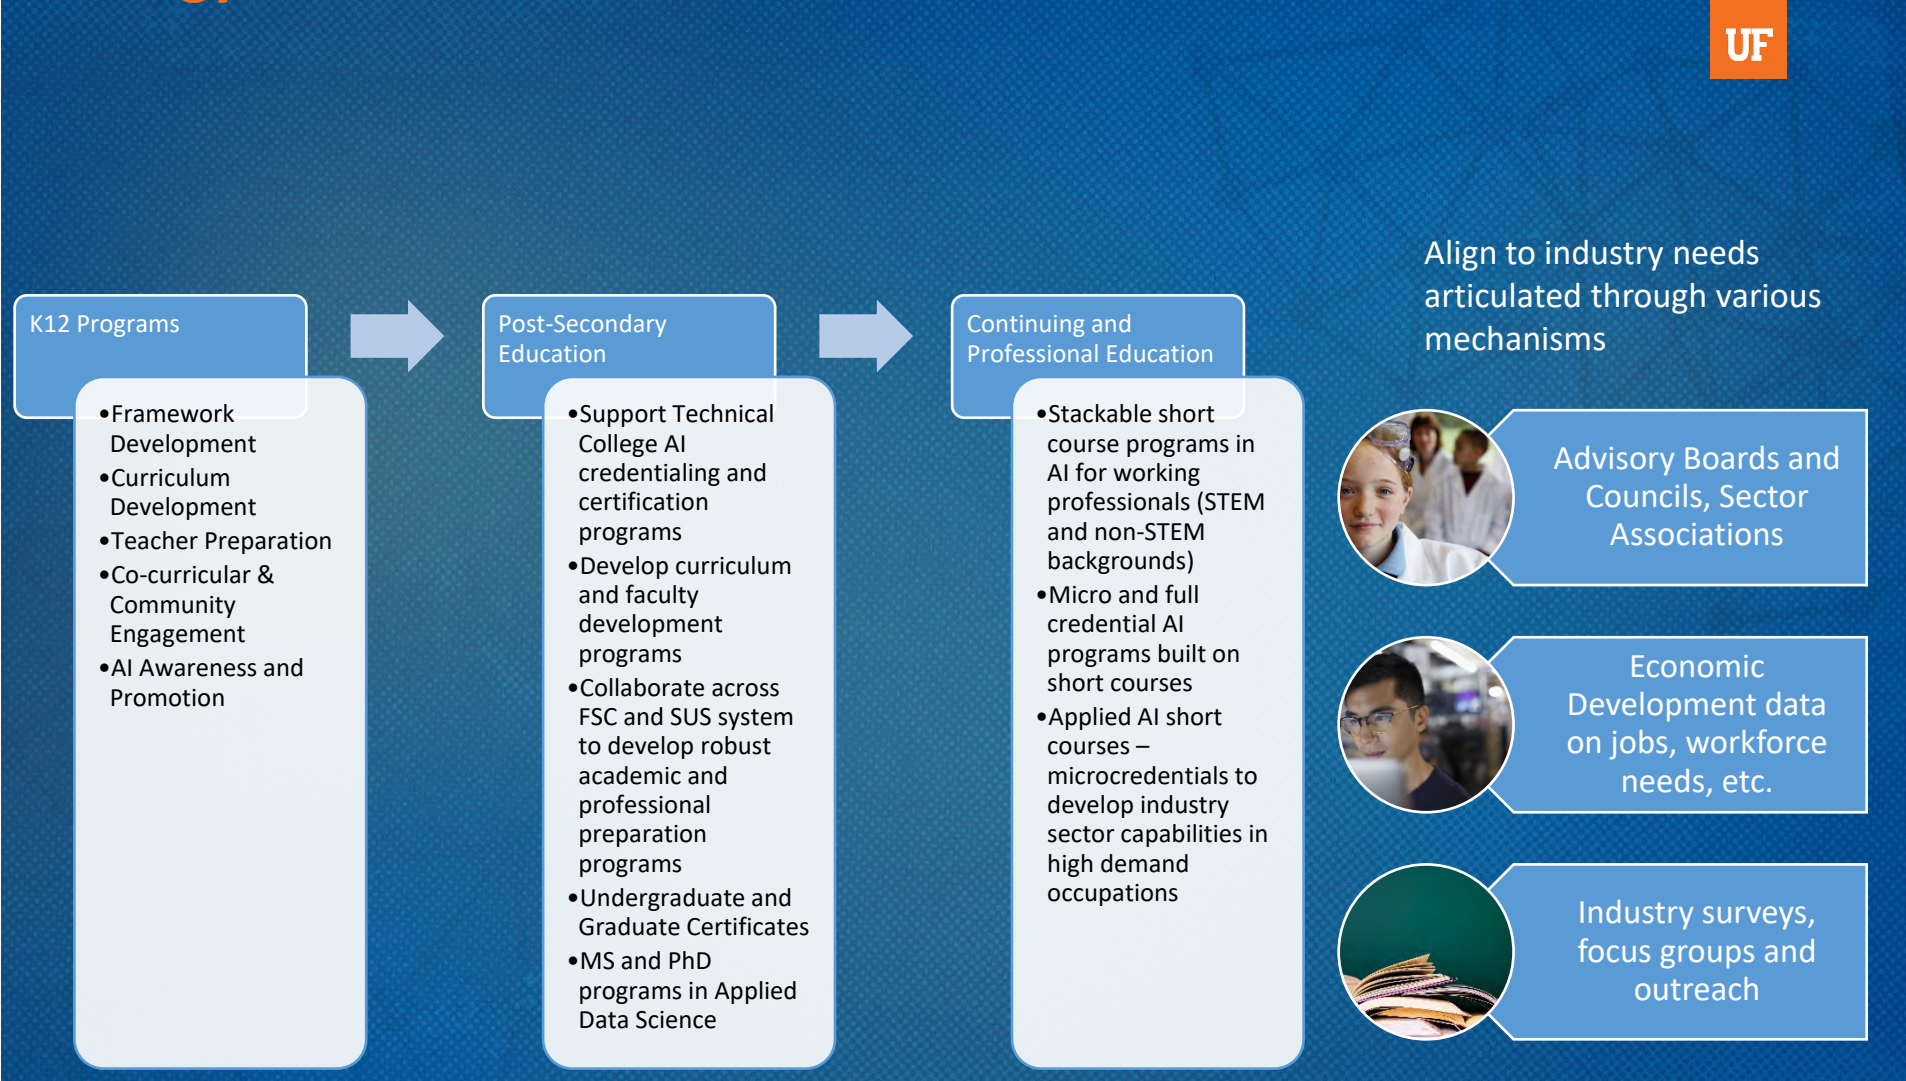 UF
K12 Programs
•Framework
Development
•Curriculum
Development
•Teacher Preparation
•Co-curricular &
Community
Engagement
•AI Awareness and
Promotion
Post-Secondary
Education
•Support Technical
College AI
credentialing and
certification
programs
•Develop curriculum
and faculty
development
programs
•Collaborate across
FSC and SUS system
to develop robust
academic and
professional
preparation
programs
•Undergraduate and
Graduate Certificates
•MS and PhD
programs in Applied
Data Science
Continuing and
Professional Education
•Stackable short
course programs in
AI for working
professionals (STEM
and non-STEM
backgrounds)
•Micro and full
credential AI
programs built on
short courses
•Applied AI short
courses –
microcredentials to
develop industry
sector capabilities in
high demand
occupations
Align to industry needs
articulated through various
mechanisms
Advisory Boards and
Councils, Sector
Associations
Economic
Development data
on jobs, workforce
needs, etc.
Industry surveys,
focus groups and
outreach